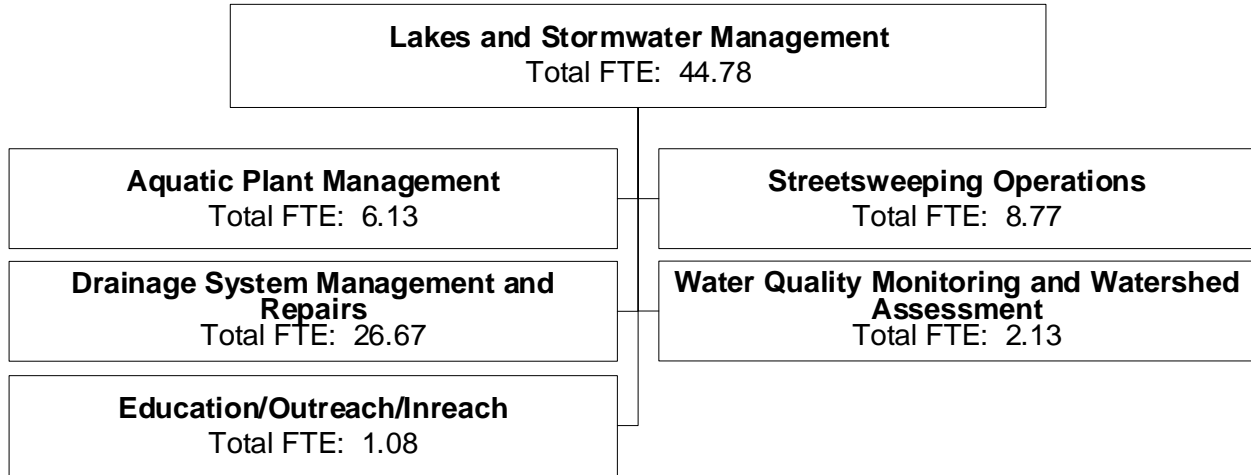 Lakes and Stormwater Management
Total FTE: 44.78
Aquatic Plant Management
Total FTE: 6.13
Streetsweeping Operations
Total FTE: 8.77
Drainage System Management and
Repairs
Total FTE: 26.67
Water Quality Monitoring and Watershed
Assessment
Total FTE: 2.13
Education/Outreach/Inreach
Total FTE: 1.08